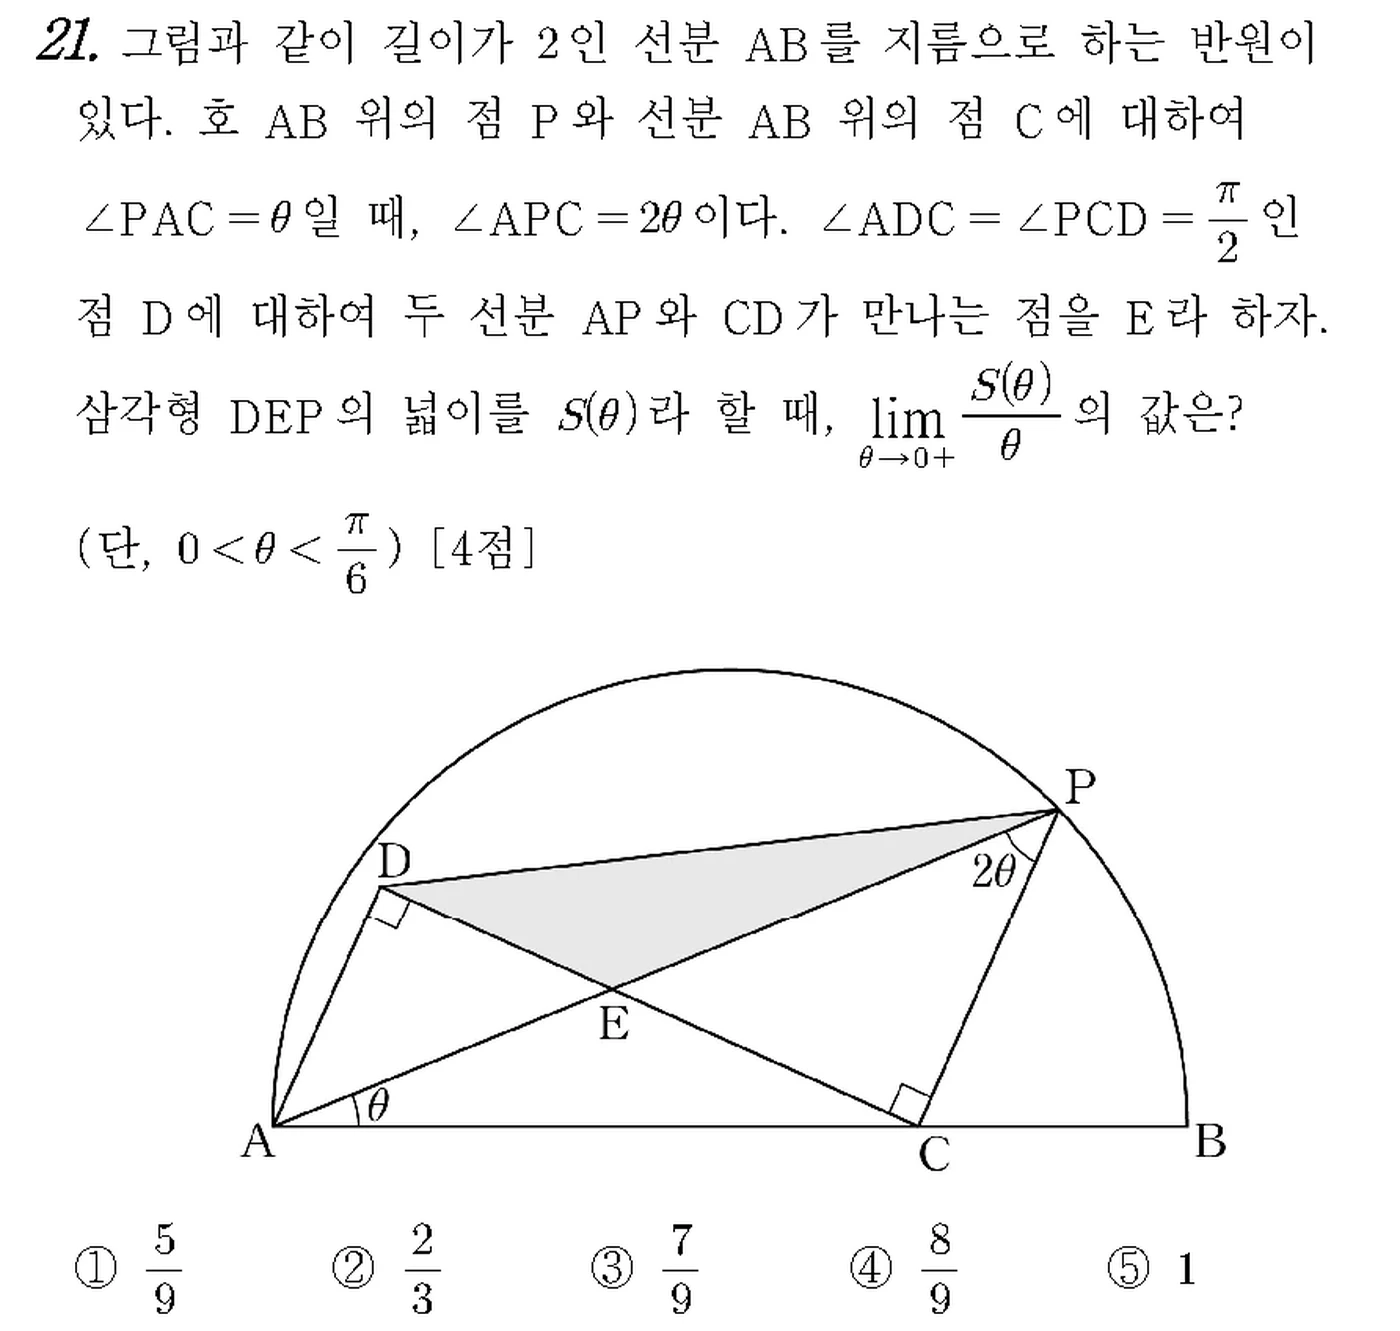 21. 그림과 같이 길이가 2인 선분 AB를 지름으로 하는 반원이
있다. 호 AB 위의 점 P와 선분 AB 위의 점 C에 대하여
∠PAC=θ일 때, ∠APC=2θ이다. ∠ADC=∠PCD=π/2인
점 D에 대하여 두 선분 AP와 CD가 만나는 점을 E라 하자.
삼각형 DEP의 넓이를 S(θ)라 할 때, lim θ→0+ S(θ)/θ의 값은?
(단, 0<θ<π/6) [4점]
P
D
2θ
E
θ
A
C
B
① 5/9 ② 2/3 ③ 7/9 ④ 8/9 ⑤ 1